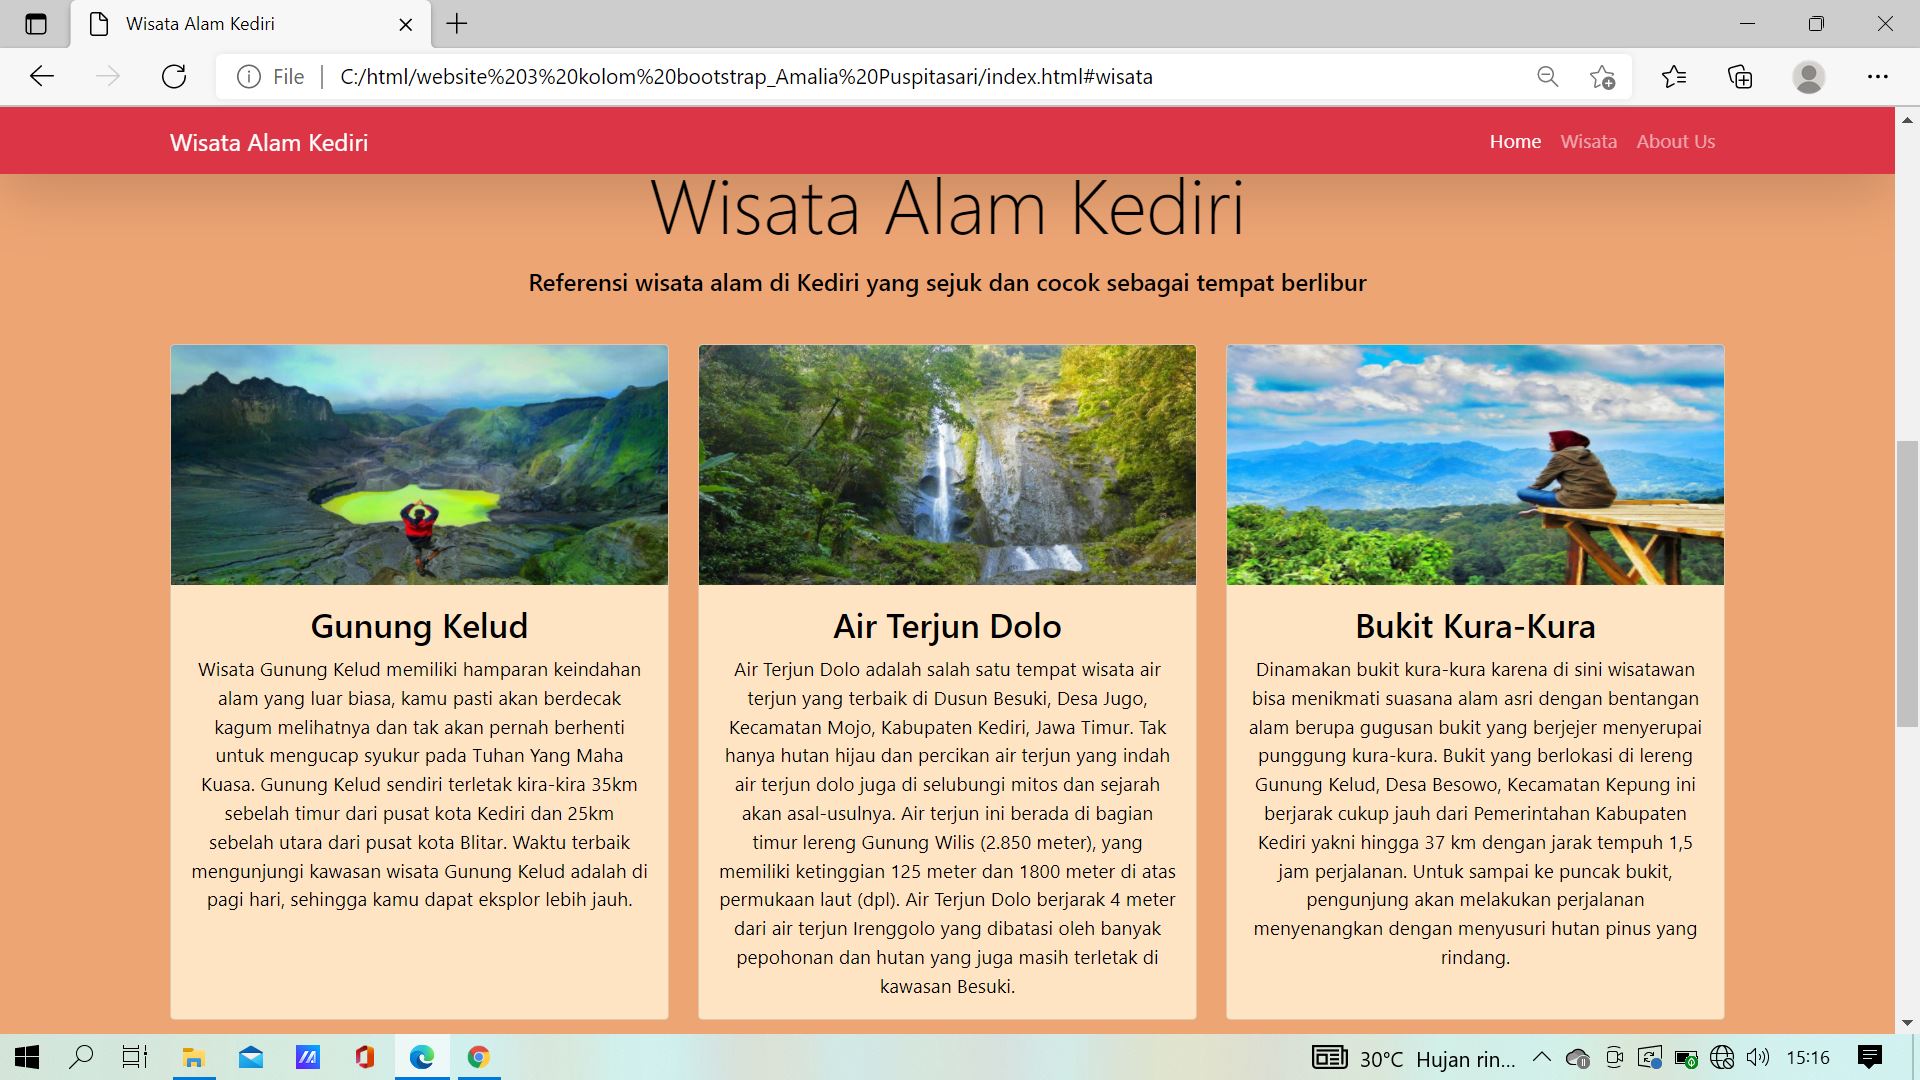 Wisata Alam Kediri
File
C:/html/website%203%20kolom%20bootstrap_Amalia%20Puspitasari/index.html#wisata
Wisata Alam Kediri
Home Wisata About Us
Wisata Alam Kediri
Referensi wisata alam di Kediri yang sejuk dan cocok sebagai tempat berlibur
Gunung Kelud
Wisata Gunung Kelud memiliki hamparan keindahan
alam yang luar biasa, kamu pasti akan berdecak
kagum melihatnya dan tak akan pernah berhenti
untuk mengucap syukur pada Tuhan Yang Maha
Kuasa. Gunung Kelud sendiri terletak kira-kira 35km
sebelah timur dari pusat kota Kediri dan 25km
sebelah utara dari pusat kota Blitar. Waktu terbaik
mengunjungi kawasan wisata Gunung Kelud adalah di
pagi hari, sehingga kamu dapat eksplor lebih jauh.
Air Terjun Dolo
Air Terjun Dolo adalah salah satu tempat wisata air
terjun yang terbaik di Dusun Besuki, Desa Jugo,
Kecamatan Mojo, Kabupaten Kediri, Jawa Timur. Tak
hanya hutan hijau dan percikan air terjun yang indah
air terjun dolo juga di selubungi mitos dan sejarah
akan asal-usulnya. Air terjun ini berada di bagian
timur lereng Gunung Wilis (2.850 meter), yang
memiliki ketinggian 125 meter dan 1800 meter di atas
permukaan laut (dpl). Air Terjun Dolo berjarak 4 meter
dari air terjun Irenggolo yang dibatasi oleh banyak
pepohonan dan hutan yang juga masih terletak di
kawasan Besuki.
Bukit Kura-Kura
Dinamakan bukit kura-kura karena di sini wisatawan
bisa menikmati suasana alam asri dengan bentangan
alam berupa gugusan bukit yang berjejer menyerupai
punggung kura-kura. Bukit yang berlokasi di lereng
Gunung Kelud, Desa Besowo, Kecamatan Kepung ini
berjarak cukup jauh dari Pemerintahan Kabupaten
Kediri yakni hingga 37 km dengan jarak tempuh 1,5
jam perjalanan. Untuk sampai ke puncak bukit,
pengunjung akan melakukan perjalanan
menyenangkan dengan menyusuri hutan pinus yang
rindang.
30°C Hujan rin...
15:16